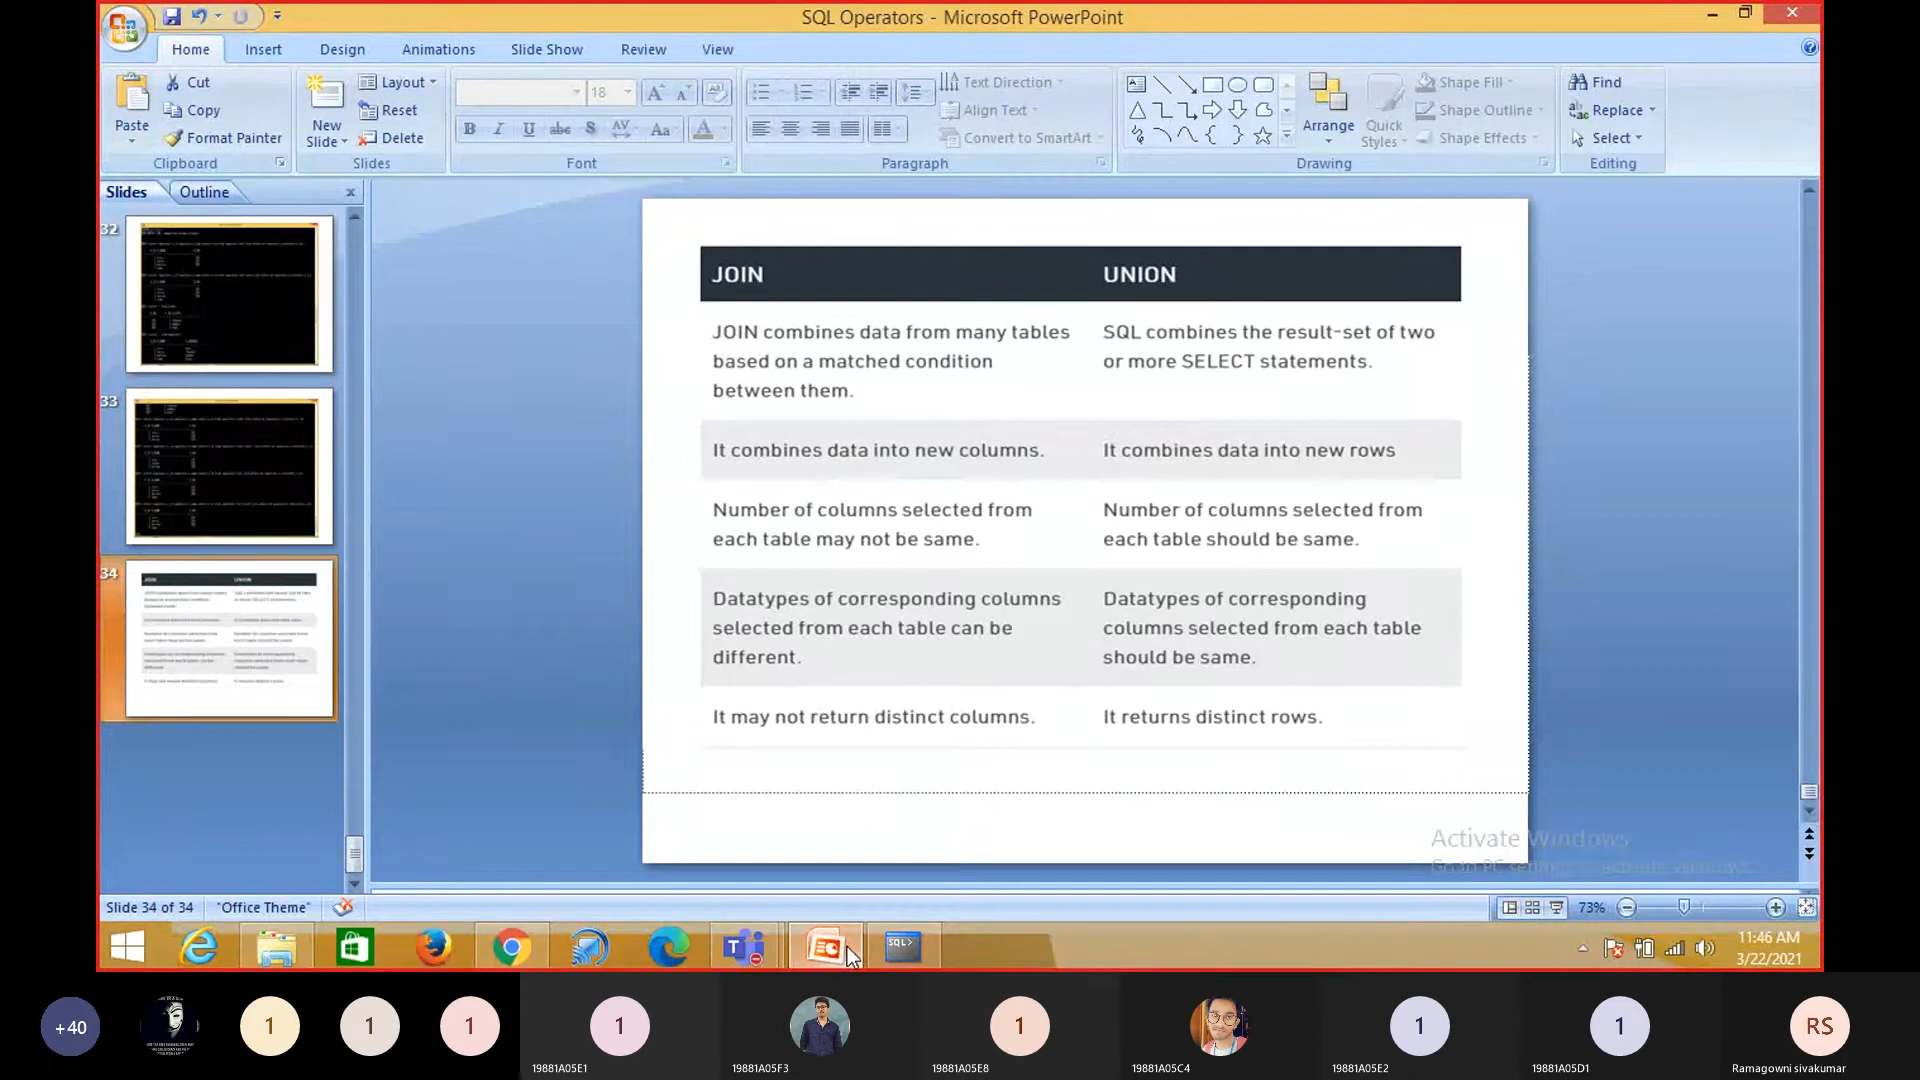 SQL Operators - Microsoft PowerPoint
Home Insert Design Animations Slide Show Review View
Paste
Cut
Copy
Format Painter
Clipboard
New
Slide
Layout
Reset
Delete
Slides
18
B I U abc S AV Aa A
Font
Text Direction
Align Text
Convert to SmartArt
Paragraph
Arrange
Quick
Styles
Shape Fill
Shape Outline
Shape Effects
Drawing
Find
Replace
Select
Editing
Slides Outline
32
33
34
JOIN UNION
JOIN combines data from many tables
based on a matched condition
between them.
SQL combines the result-set of two
or more SELECT statements.
It combines data into new columns.
It combines data into new rows
Number of columns selected from
each table may not be same.
Number of columns selected from
each table should be same.
Datatypes of corresponding columns
selected from each table can be
different.
Datatypes of corresponding
columns selected from each table
should be same.
It may not return distinct columns.
It returns distinct rows.
Activate Windows
Slide 34 of 34 "Office Theme" 73%
SQL>
11:46 AM
3/22/2021
+40 1 1 1 1 1 1 1 RS
19881A05E1 19881A05F3 19881A05E8 19881A05C4 19881A05E2 19881A05D1 Ramagowni sivakumar